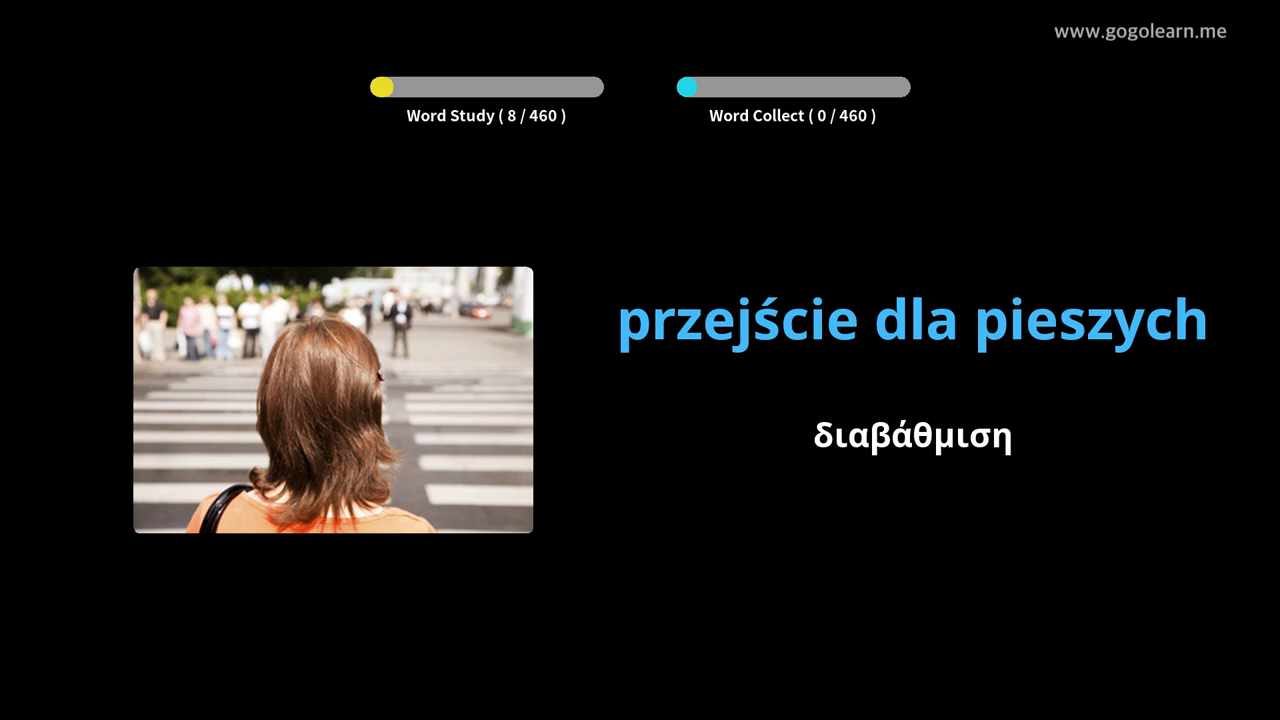 www.gogolearn.me
Word Study ( 8 / 460 )
Word Collect ( 0 / 460 )
przejście dla pieszych
διαβάθμιση